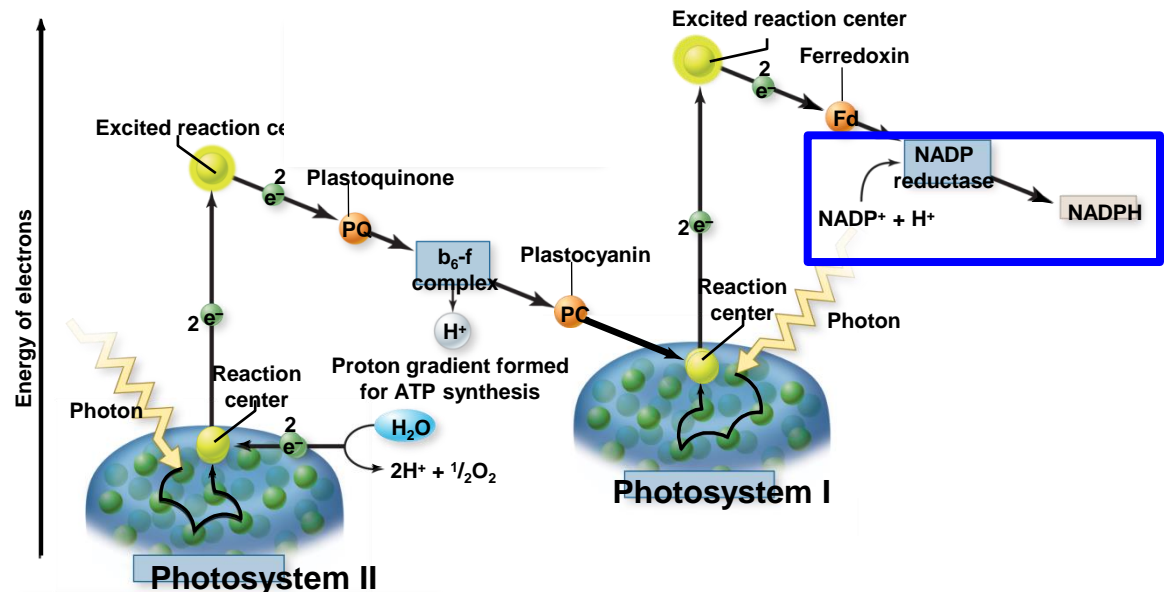 Energy of electrons
Excited reaction ce
2
e⁻
Plastoquinone
PQ
b₆-f
complex
H⁺
Proton gradient formed
for ATP synthesis
Plastocyanin
PC
2 e⁻
Photon
Reaction
center
2
e⁻
H₂O
2H⁺ + ¹/₂O₂
Photosystem II
Excited reaction center
2
e⁻
Ferredoxin
Fd
NADP
reductase
NADP⁺ + H⁺
NADPH
2 e⁻
Reaction
center
Photon
Photosystem I